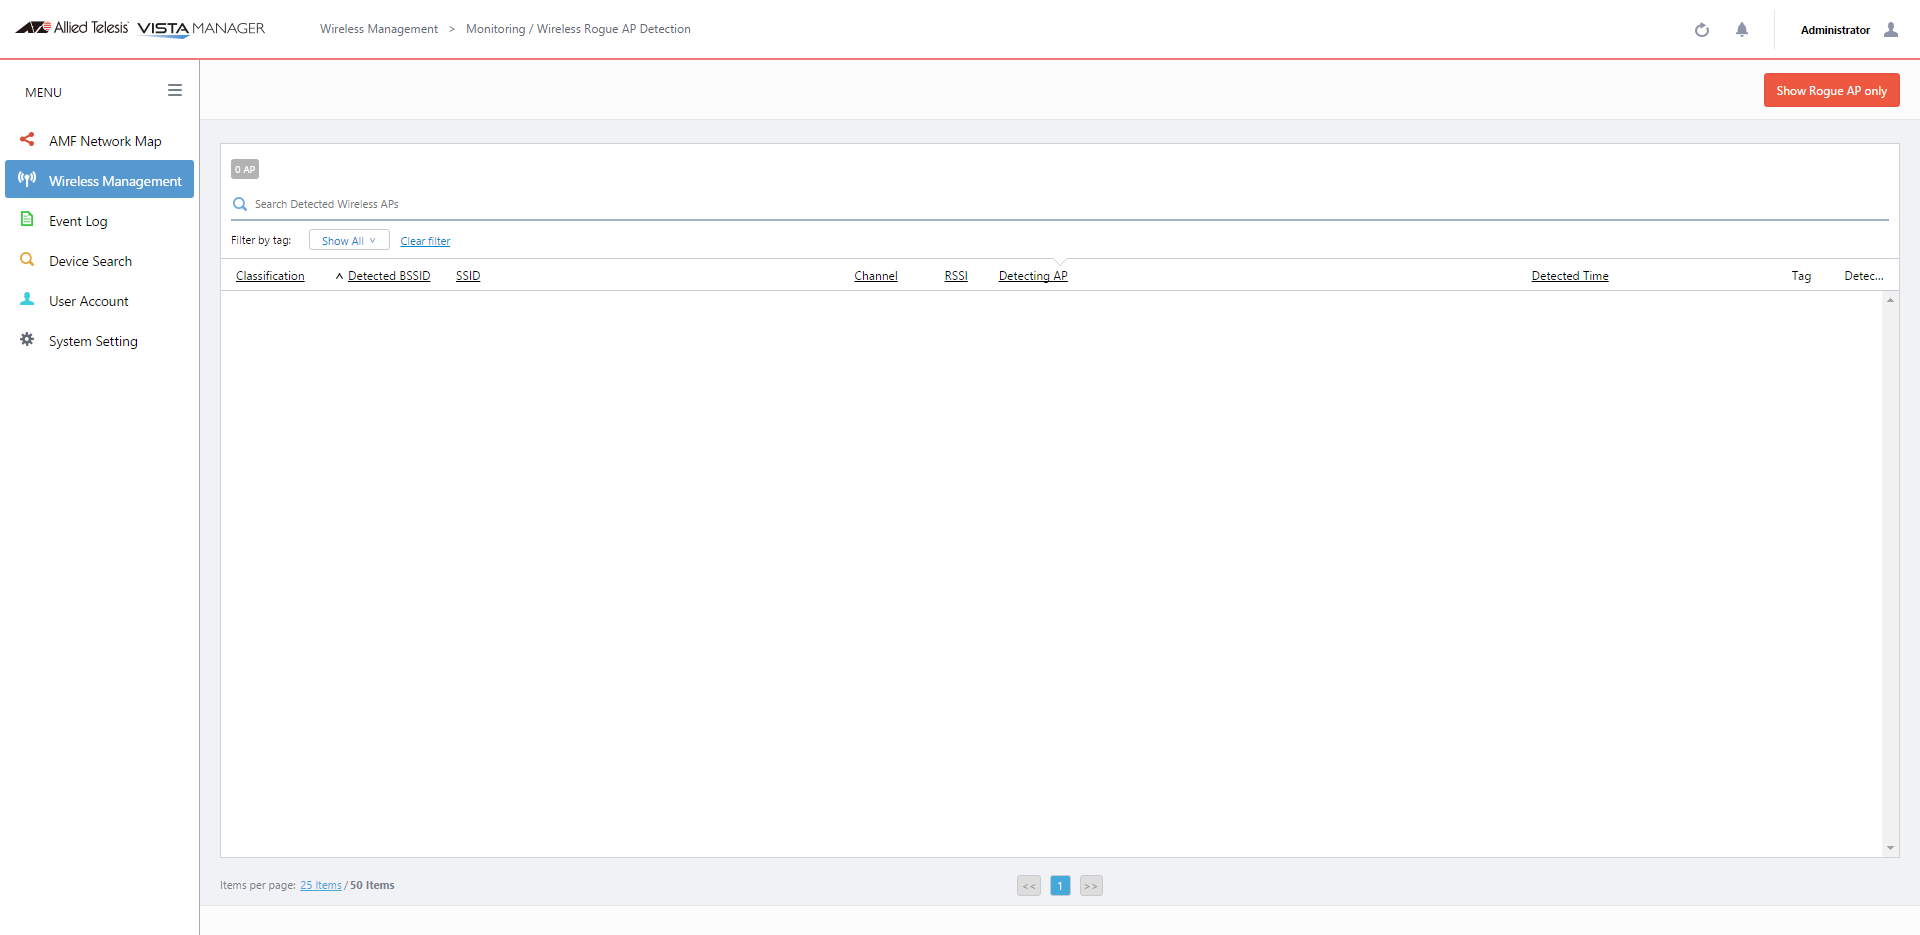 Allied Telesis VISTA MANAGER Wireless Management > Monitoring / Wireless Rogue AP Detection Administrator
MENU
Show Rogue AP only
AMF Network Map
Wireless Management
Event Log
Device Search
User Account
System Setting
0 AP
Search Detected Wireless APs
Filter by tag: Show All Clear filter
Classification Detected BSSID SSID Channel RSSI Detecting AP Detected Time Tag Detec...
Items per page: 25 Items / 50 Items << 1 >>